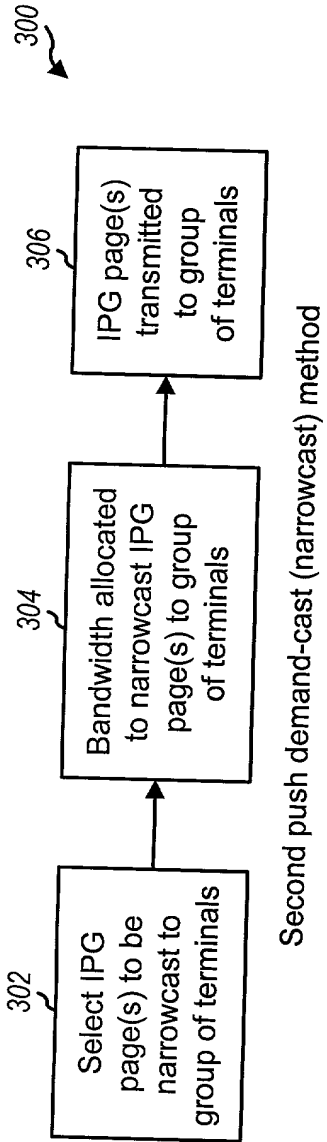 300
302
Select IPG
page(s) to be
narrowcast to
group of terminals
304
Bandwidth allocated
to narrowcast IPG
page(s) to group
of terminals
306
IPG page(s)
transmitted
to group
of terminals
Second push demand-cast (narrowcast) method